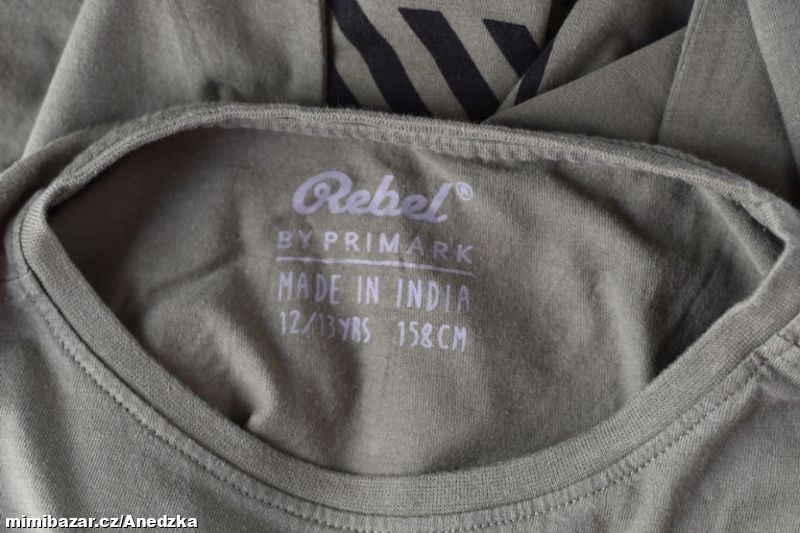 Rebel®
BY PRIMARK
MADE IN INDIA
12/13YRS 158CM
mimibazar.cz/Anedzka